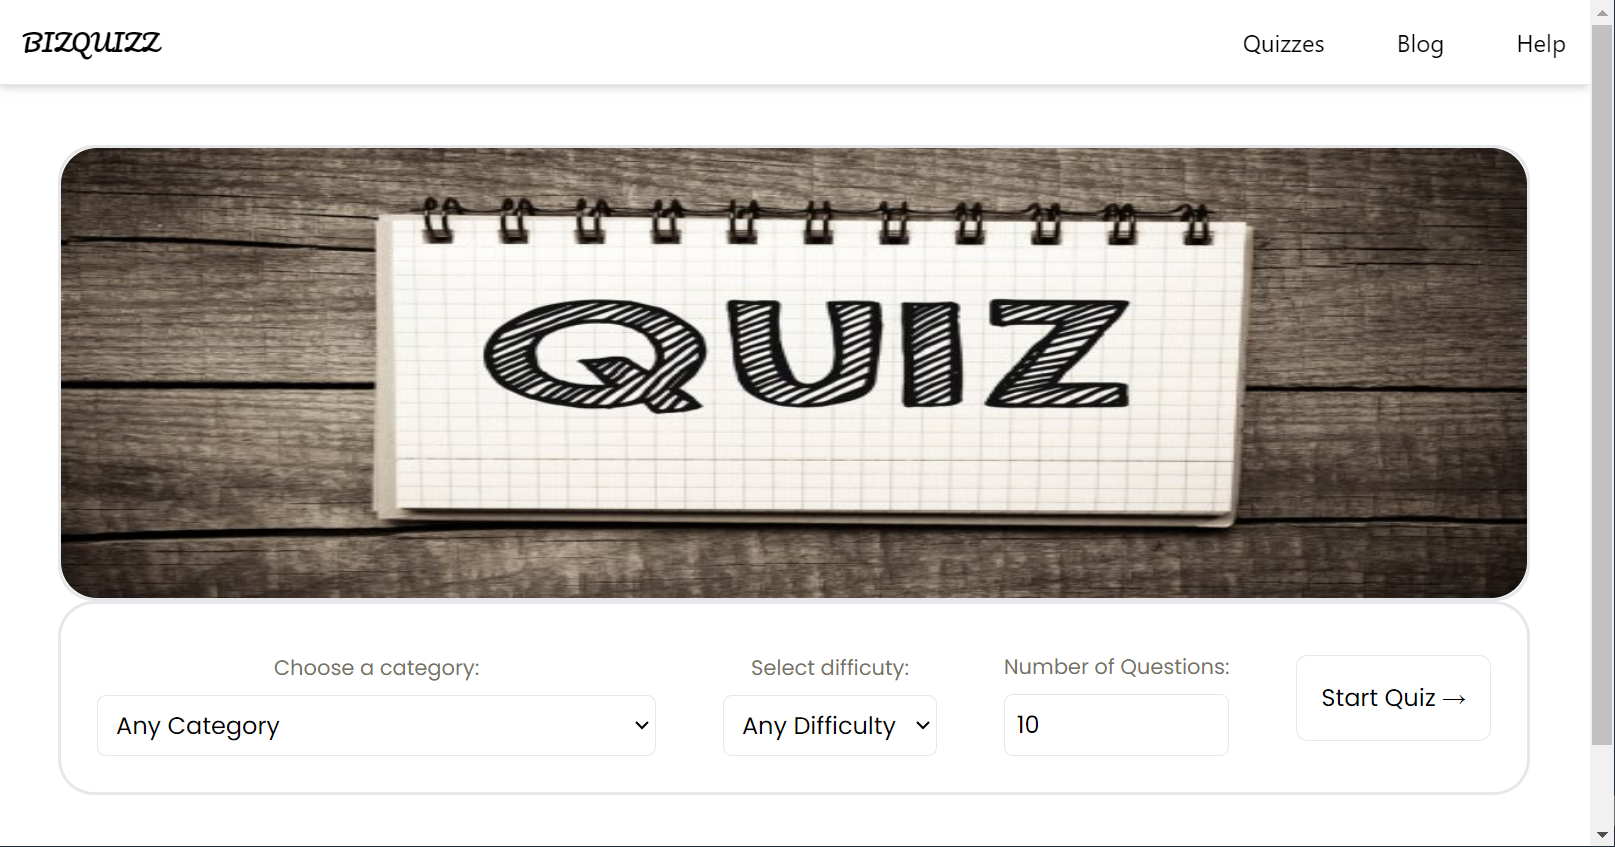 BIZQUIZZ
Quizzes Blog Help
QUIZ
Choose a category: Select difficuty: Number of Questions:
Any Category Any Difficulty 10 Start Quiz →